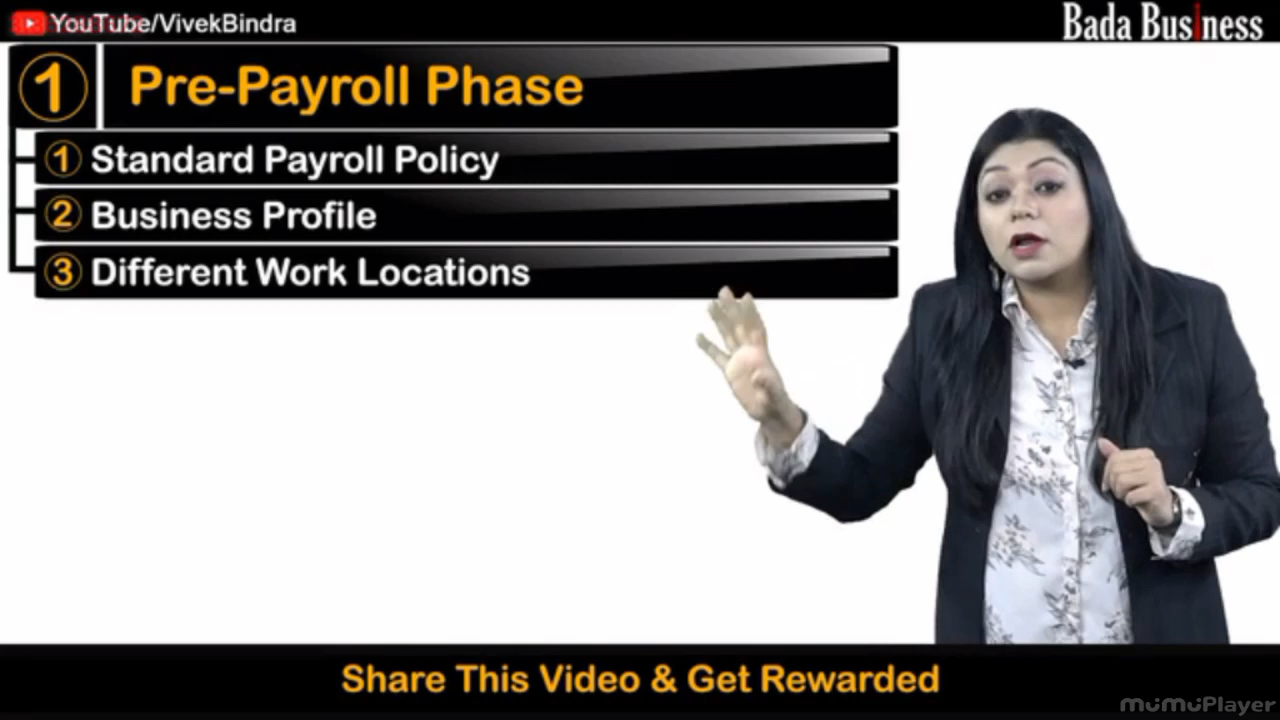 YouTube/VivekBindra
Bada Business
1 Pre-Payroll Phase
1 Standard Payroll Policy
2 Business Profile
3 Different Work Locations
Share This Video & Get Rewarded
MuMuPlayer